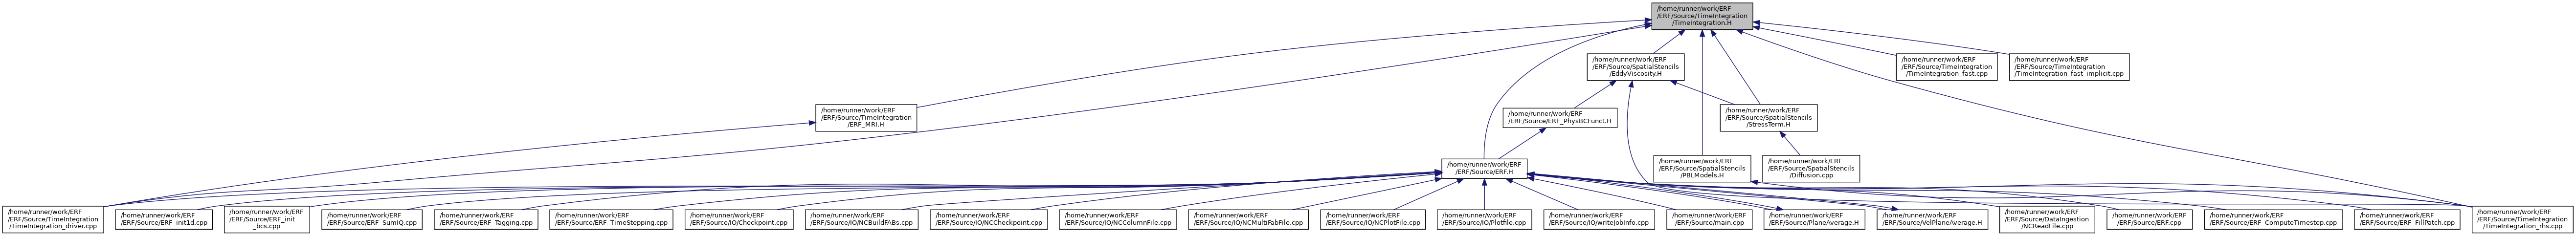 /home/runner/work/ERF
/ERF/Source/TimeIntegration
/TimeIntegration.H
/home/runner/work/ERF
/ERF/Source/SpatialStencils
/EddyViscosity.H
/home/runner/work/ERF
/ERF/Source/TimeIntegration
/TimeIntegration_fast.cpp
/home/runner/work/ERF
/ERF/Source/TimeIntegration
/TimeIntegration_fast_implicit.cpp
/home/runner/work/ERF
/ERF/Source/TimeIntegration
/ERF_MRI.H
/home/runner/work/ERF
/ERF/Source/ERF_PhysBCFunct.H
/home/runner/work/ERF
/ERF/Source/SpatialStencils
/StressTerm.H
/home/runner/work/ERF
/ERF/Source/ERF.H
/home/runner/work/ERF
/ERF/Source/SpatialStencils
/PBLModels.H
/home/runner/work/ERF
/ERF/Source/SpatialStencils
/Diffusion.cpp
/home/runner/work/ERF
/ERF/Source/TimeIntegration
/TimeIntegration_driver.cpp
/home/runner/work/ERF
/ERF/Source/ERF_init1d.cpp
/home/runner/work/ERF
/ERF/Source/ERF_init
_bcs.cpp
/home/runner/work/ERF
/ERF/Source/ERF_SumIQ.cpp
/home/runner/work/ERF
/ERF/Source/ERF_Tagging.cpp
/home/runner/work/ERF
/ERF/Source/ERF_TimeStepping.cpp
/home/runner/work/ERF
/ERF/Source/IO/Checkpoint.cpp
/home/runner/work/ERF
/ERF/Source/IO/NCBuildFABs.cpp
/home/runner/work/ERF
/ERF/Source/IO/NCCheckpoint.cpp
/home/runner/work/ERF
/ERF/Source/IO/NCColumnFile.cpp
/home/runner/work/ERF
/ERF/Source/IO/NCMultiFabFile.cpp
/home/runner/work/ERF
/ERF/Source/IO/NCPlotFile.cpp
/home/runner/work/ERF
/ERF/Source/IO/Plotfile.cpp
/home/runner/work/ERF
/ERF/Source/IO/writeJobInfo.cpp
/home/runner/work/ERF
/ERF/Source/main.cpp
/home/runner/work/ERF
/ERF/Source/PlaneAverage.H
/home/runner/work/ERF
/ERF/Source/VelPlaneAverage.H
/home/runner/work/ERF
/ERF/Source/DataIngestion
/NCReadFile.cpp
/home/runner/work/ERF
/ERF/Source/ERF.cpp
/home/runner/work/ERF
/ERF/Source/ERF_ComputeTimestep.cpp
/home/runner/work/ERF
/ERF/Source/ERF_FillPatch.cpp
/home/runner/work/ERF
/ERF/Source/TimeIntegration
/TimeIntegration_rhs.cpp